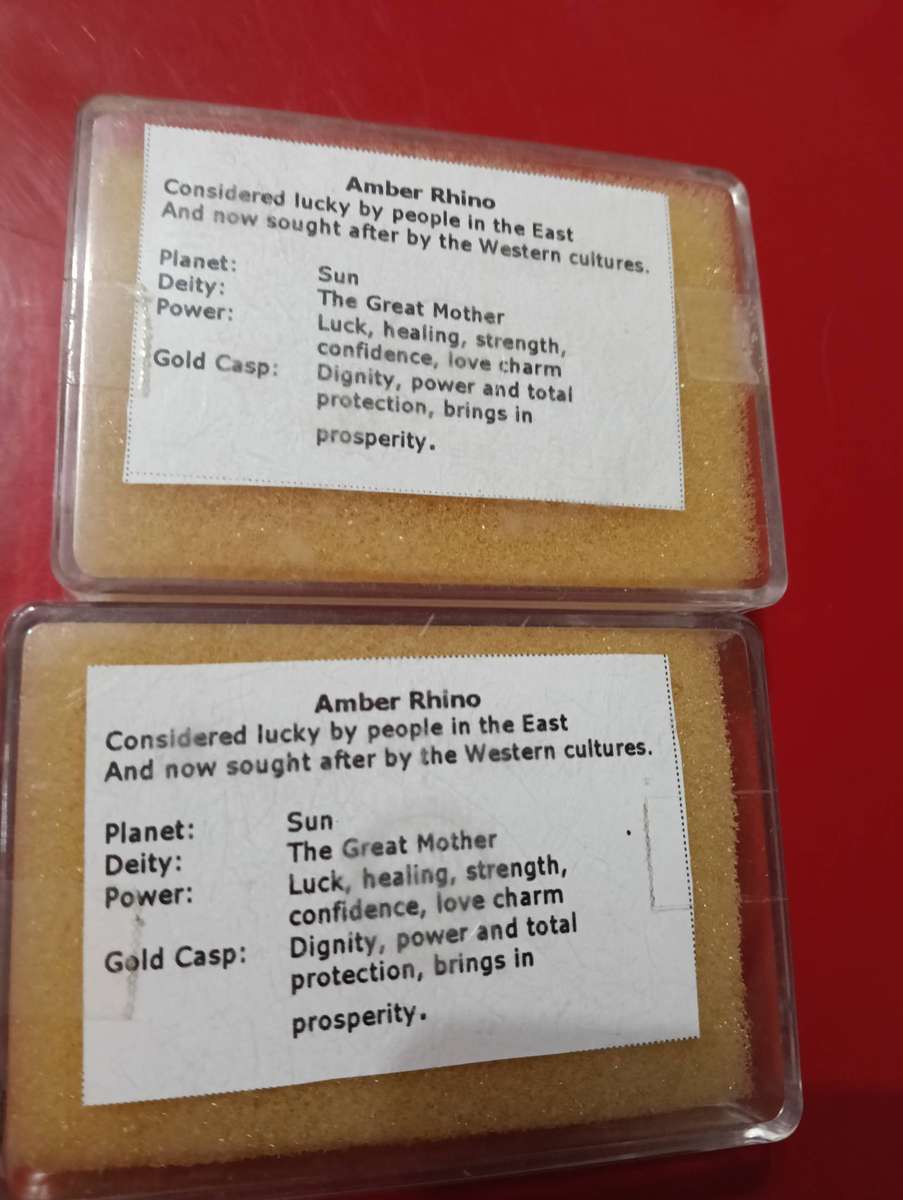 Amber Rhino
Considered lucky by people in the East
And now sought after by the Western cultures.
Planet: Sun
Deity: The Great Mother
Power: Luck, healing, strength,
confidence, love charm
Gold Casp: Dignity, power and total
protection, brings in
prosperity.
Amber Rhino
Considered lucky by people in the East
And now sought after by the Western cultures.
Planet: Sun
Deity: The Great Mother
Power: Luck, healing, strength,
confidence, love charm
Gold Casp: Dignity, power and total
protection, brings in
prosperity.